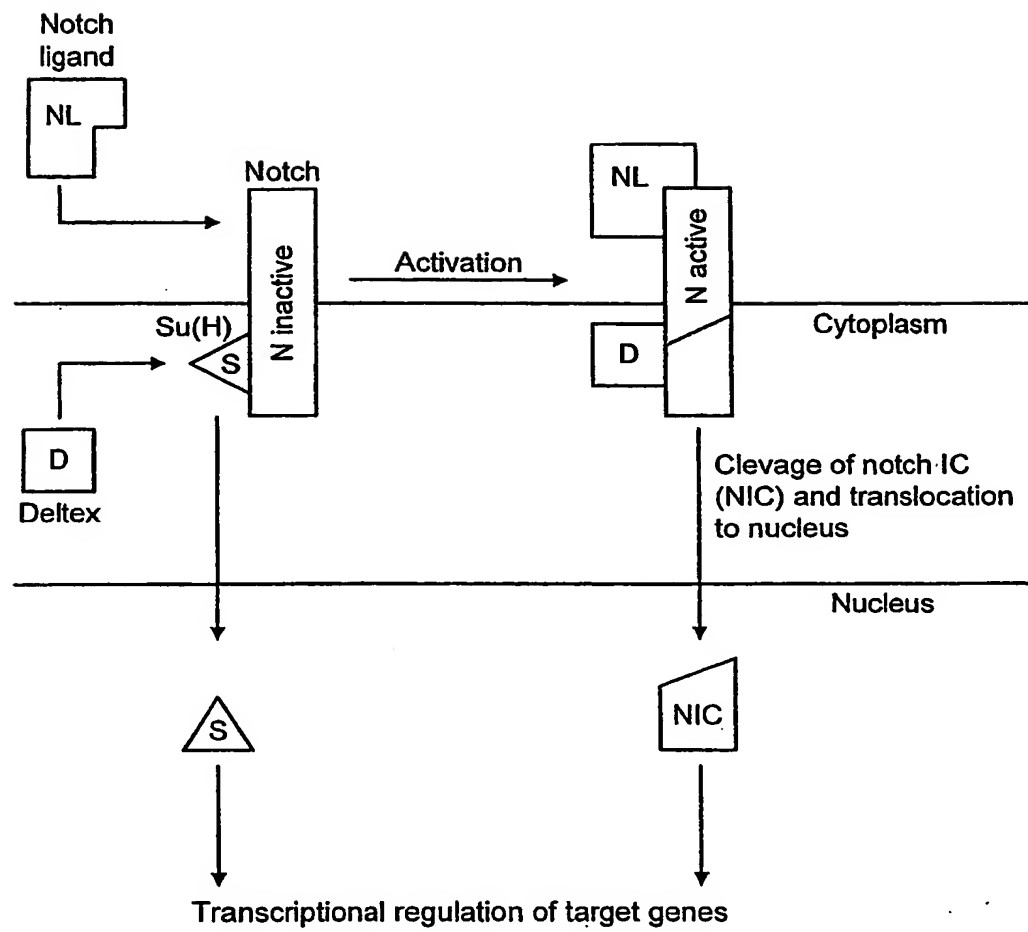 Notch
ligand
NL
Notch
N inactive
Activation
NL
N active
Cytoplasm
Su(H)
S
D
D
Deltex
Clevage of notch IC
(NIC) and translocation
to nucleus
Nucleus
S
NIC
Transcriptional regulation of target genes